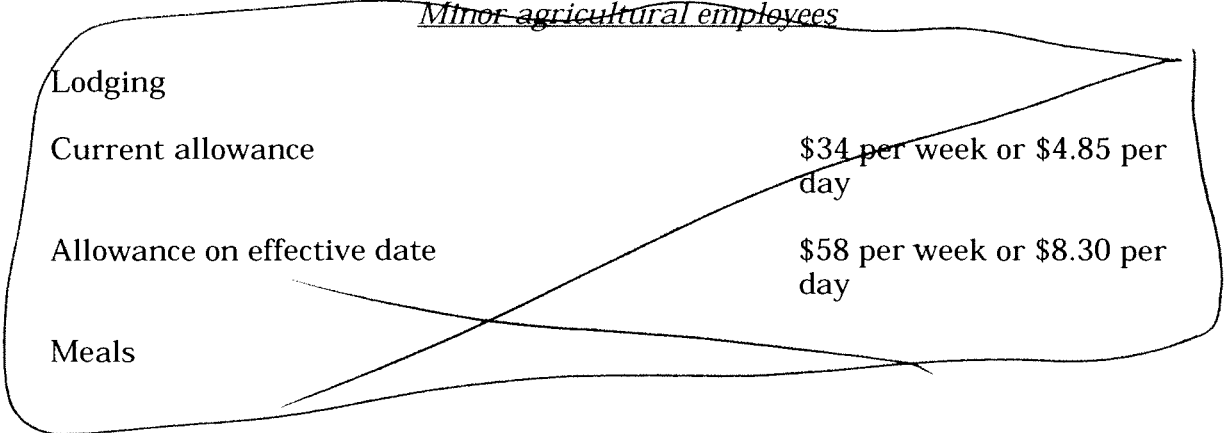 Minor agricultural employees
Lodging
Current allowance $34 per week or $4.85 per
day
Allowance on effective date $58 per week or $8.30 per
day
Meals